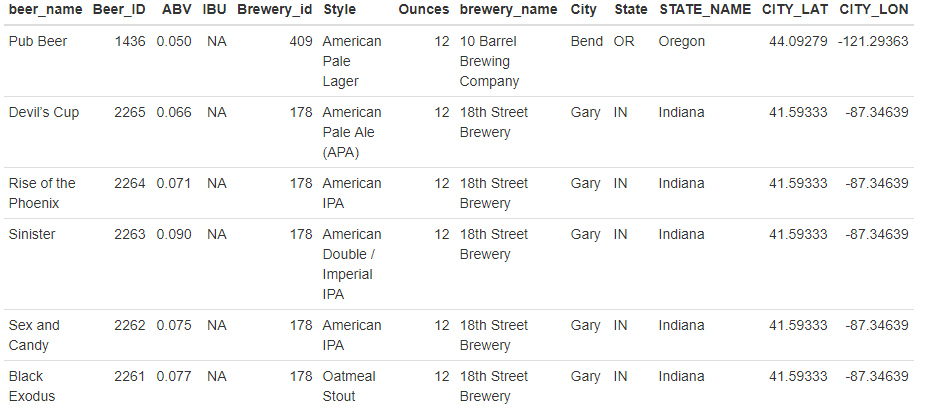 beer_name Beer_ID ABV IBU Brewery_id Style Ounces brewery_name City State STATE_NAME CITY_LAT CITY_LON
Pub Beer 1436 0.050 NA 409 American 12 10 Barrel Bend OR Oregon 44.09279 -121.29363
Pale Brewing
Lager Company
Devil's Cup 2265 0.066 NA 178 American 12 18th Street Gary IN Indiana 41.59333 -87.34639
Pale Ale Brewery
(APA)
Rise of the 2264 0.071 NA 178 American 12 18th Street Gary IN Indiana 41.59333 -87.34639
Phoenix IPA Brewery
Sinister 2263 0.090 NA 178 American 12 18th Street Gary IN Indiana 41.59333 -87.34639
Double / Brewery
Imperial
IPA
Sex and 2262 0.075 NA 178 American 12 18th Street Gary IN Indiana 41.59333 -87.34639
Candy IPA Brewery
Black 2261 0.077 NA 178 Oatmeal 12 18th Street Gary IN Indiana 41.59333 -87.34639
Exodus Stout Brewery